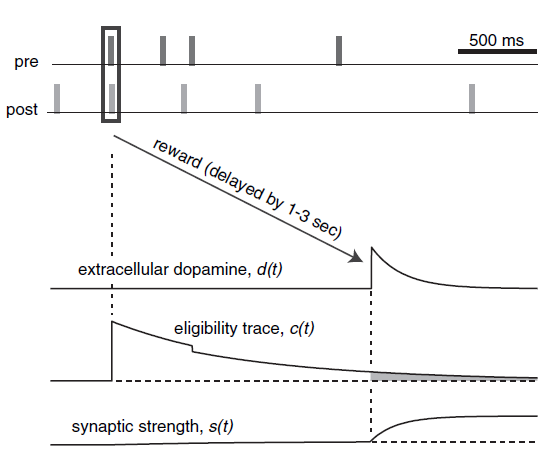 500 ms
pre
post
reward (delayed by 1-3 sec)
extracellular dopamine, d(t)
eligibility trace, c(t)
synaptic strength, s(t)